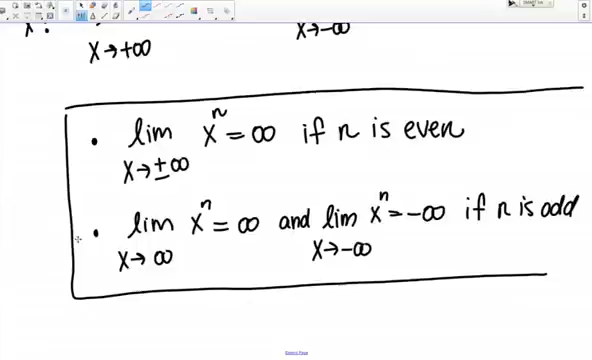 x→+∞ x→-∞
• lim x^n = ∞ if n is even
x→±∞
• lim x^n = ∞ and lim x^n = -∞ if n is odd
x→∞ x→-∞